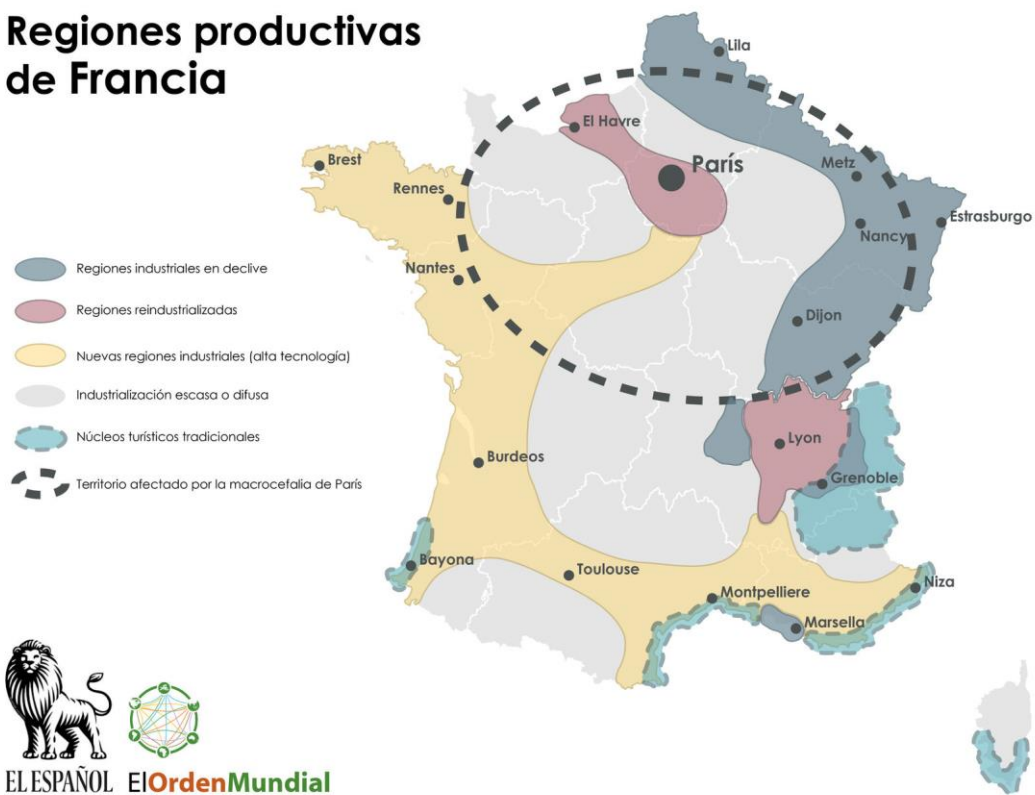 Regiones productivas
de Francia
Lila
El Havre
París
Metz
Brest
Rennes
Estrasburgo
Nancy
Nantes
Dijon
Regiones industriales en declive
Regiones reindustrializadas
Nuevas regiones industriales (alta tecnología)
Industrialización escasa o difusa
Núcleos turísticos tradicionales
Territorio afectado por la macrocefalia de París
Lyon
Burdeos
Grenoble
Bayona
Toulouse
Niza
Montpelliere
Marsella
EL ESPAÑOL
ElOrdenMundial